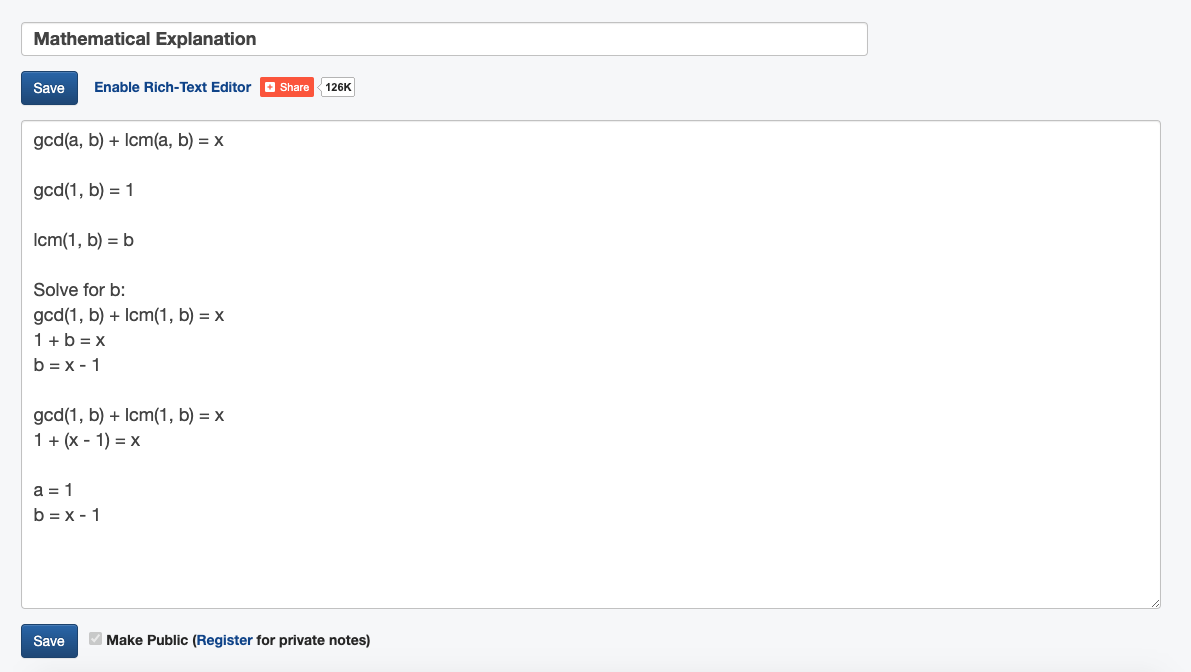 Mathematical Explanation
Save Enable Rich-Text Editor Share 126K
gcd(a, b) + lcm(a, b) = x
gcd(1, b) = 1
lcm(1, b) = b
Solve for b:
gcd(1, b) + lcm(1, b) = x
1 + b = x
b = x - 1
gcd(1, b) + lcm(1, b) = x
1 + (x - 1) = x
a = 1
b = x - 1
Save Make Public (Register for private notes)